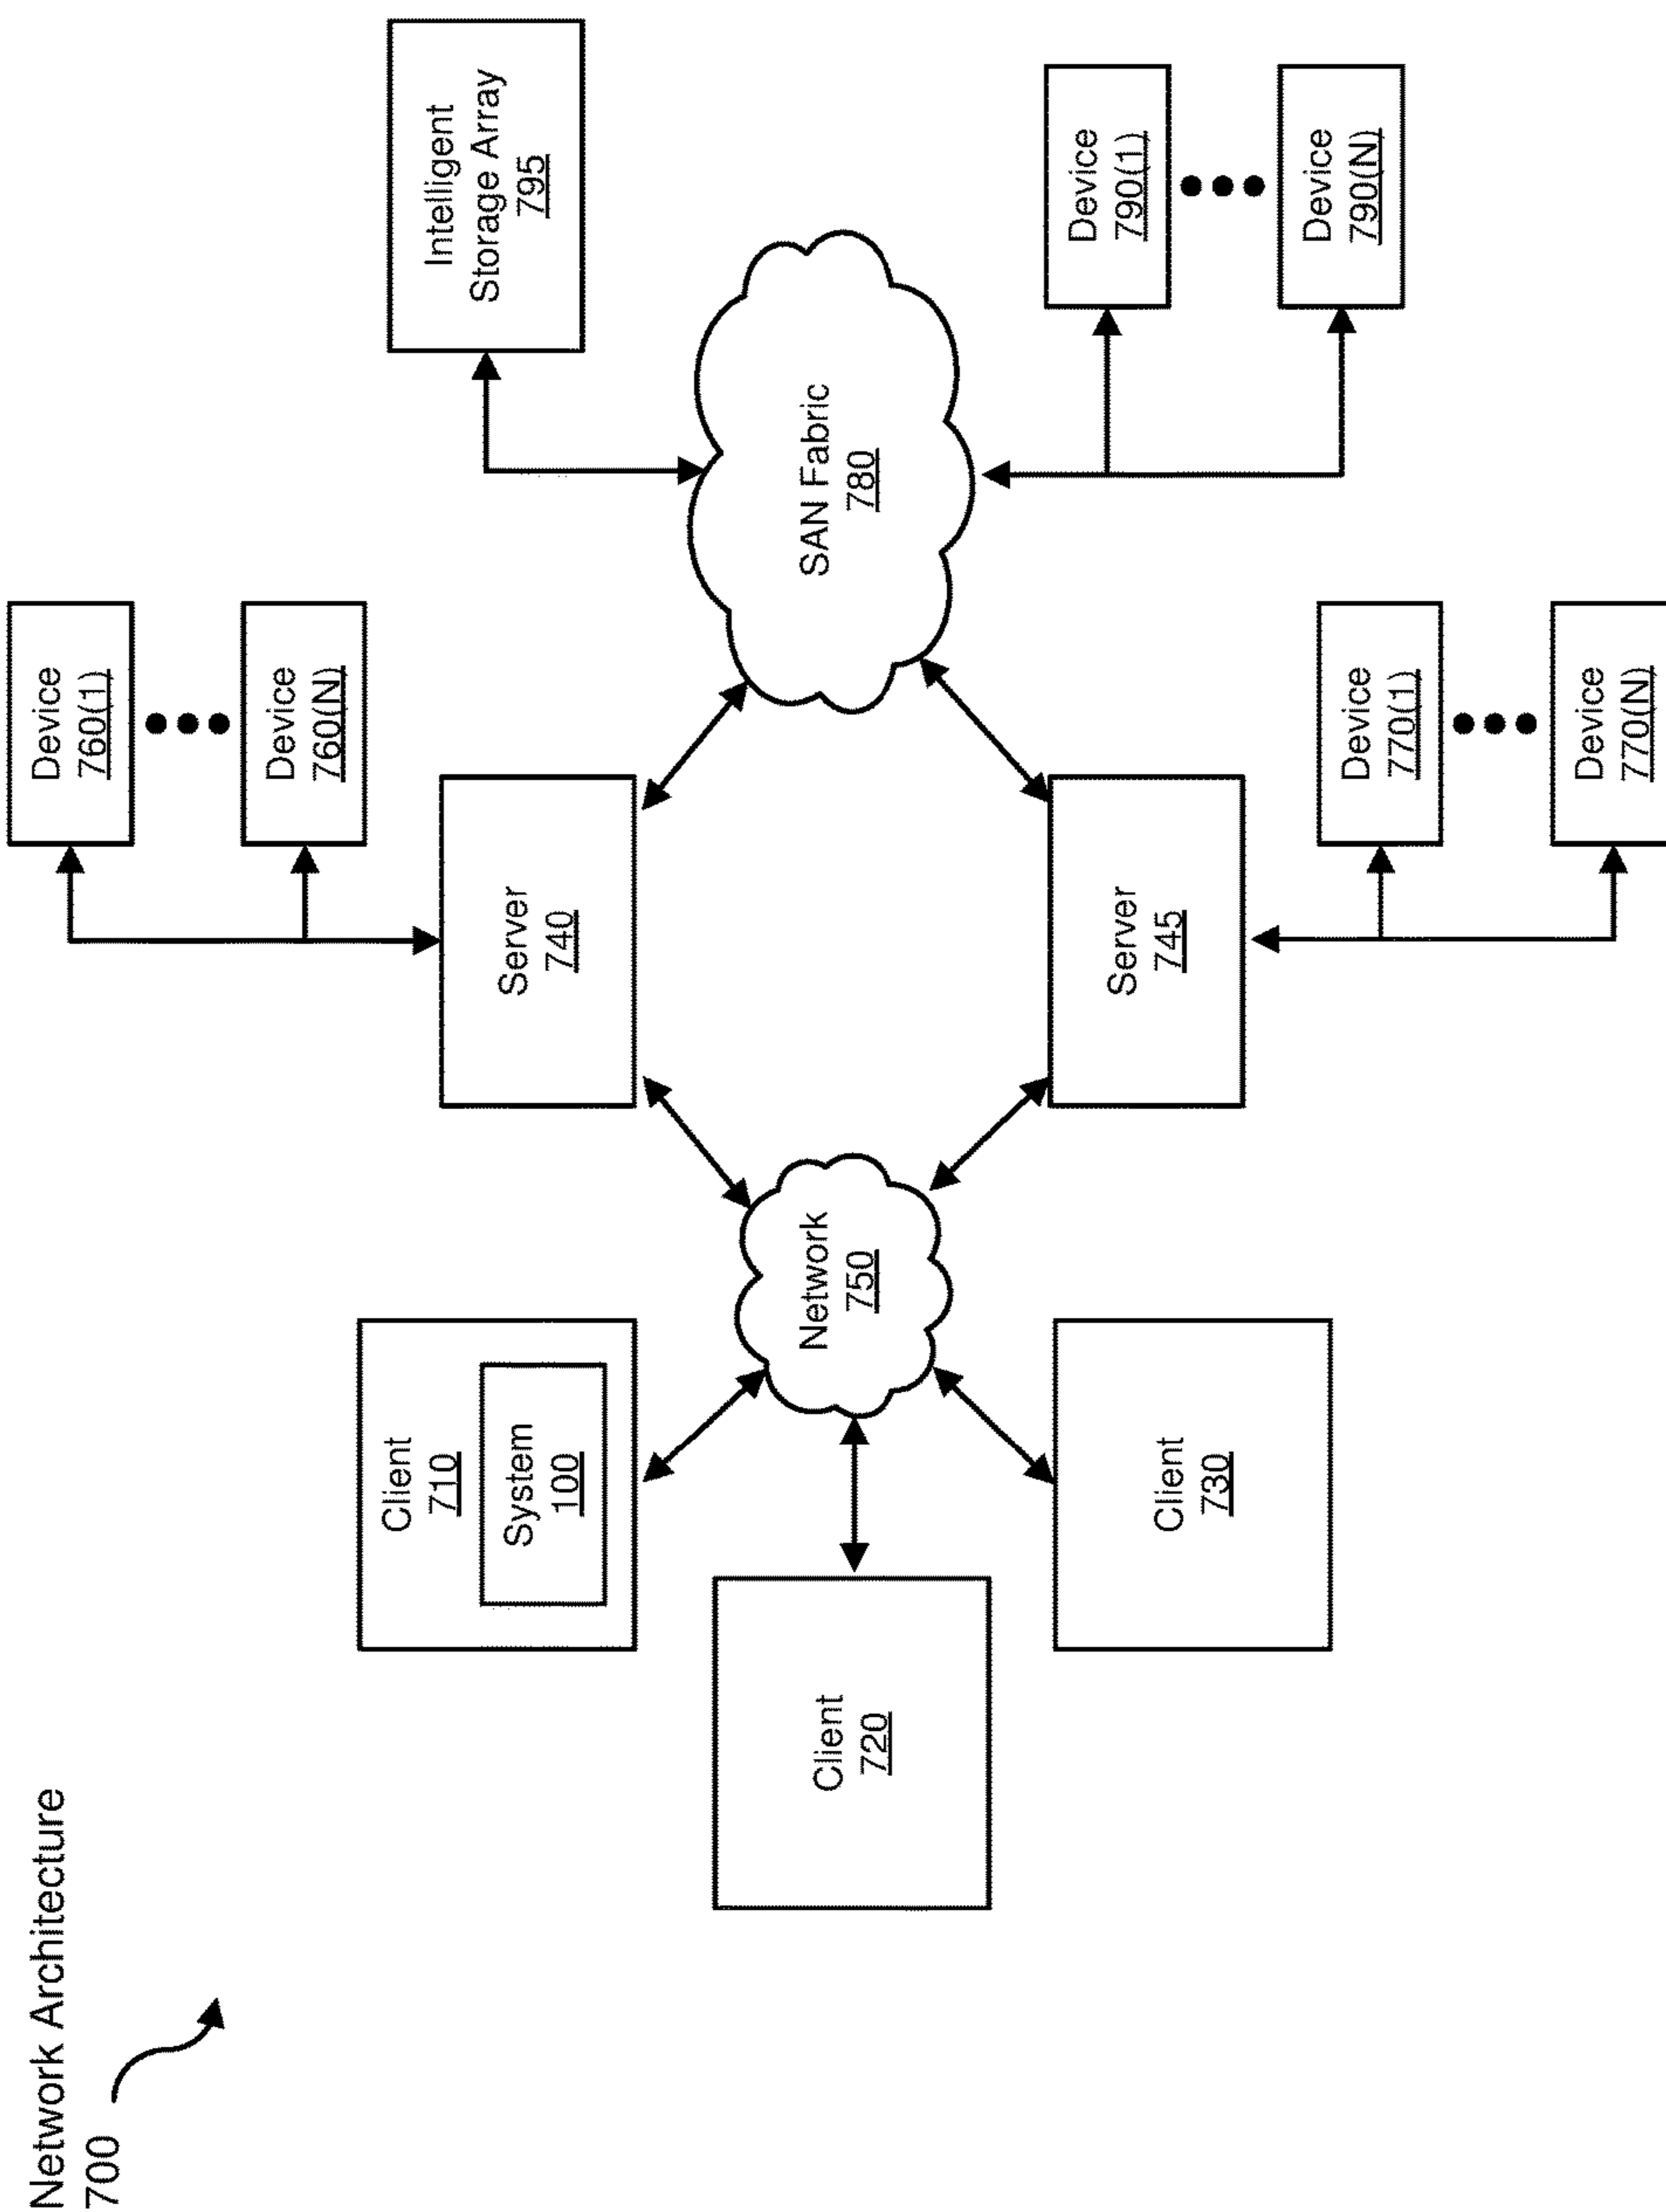 Network Architecture
700
Client
710
System
100
Client
720
Client
730
Network
750
Device
760(1)
Device
760(N)
Server
740
Server
745
Device
770(1)
Device
770(N)
SAN Fabric
780
Intelligent
Storage Array
795
Device
790(1)
Device
790(N)